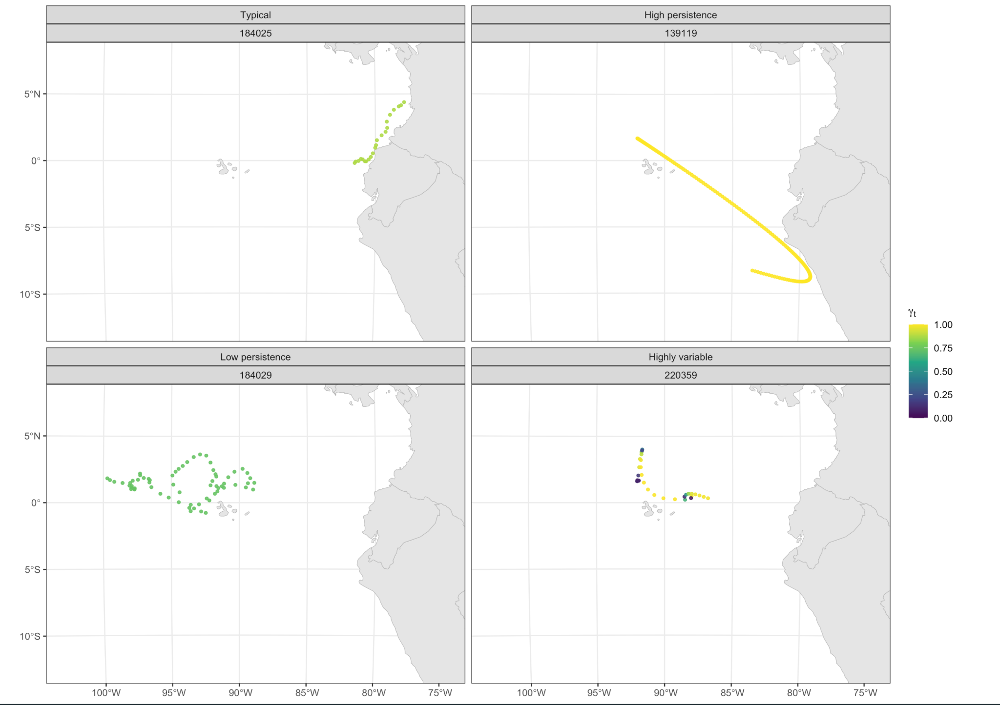 Typical
184025
High persistence
139119
5°N
0°
5°S
10°S
γt
1.00
0.75
0.50
0.25
0.00
Low persistence
184029
Highly variable
220359
5°N
0°
5°S
10°S
100°W 95°W 90°W 85°W 80°W 75°W
100°W 95°W 90°W 85°W 80°W 75°W